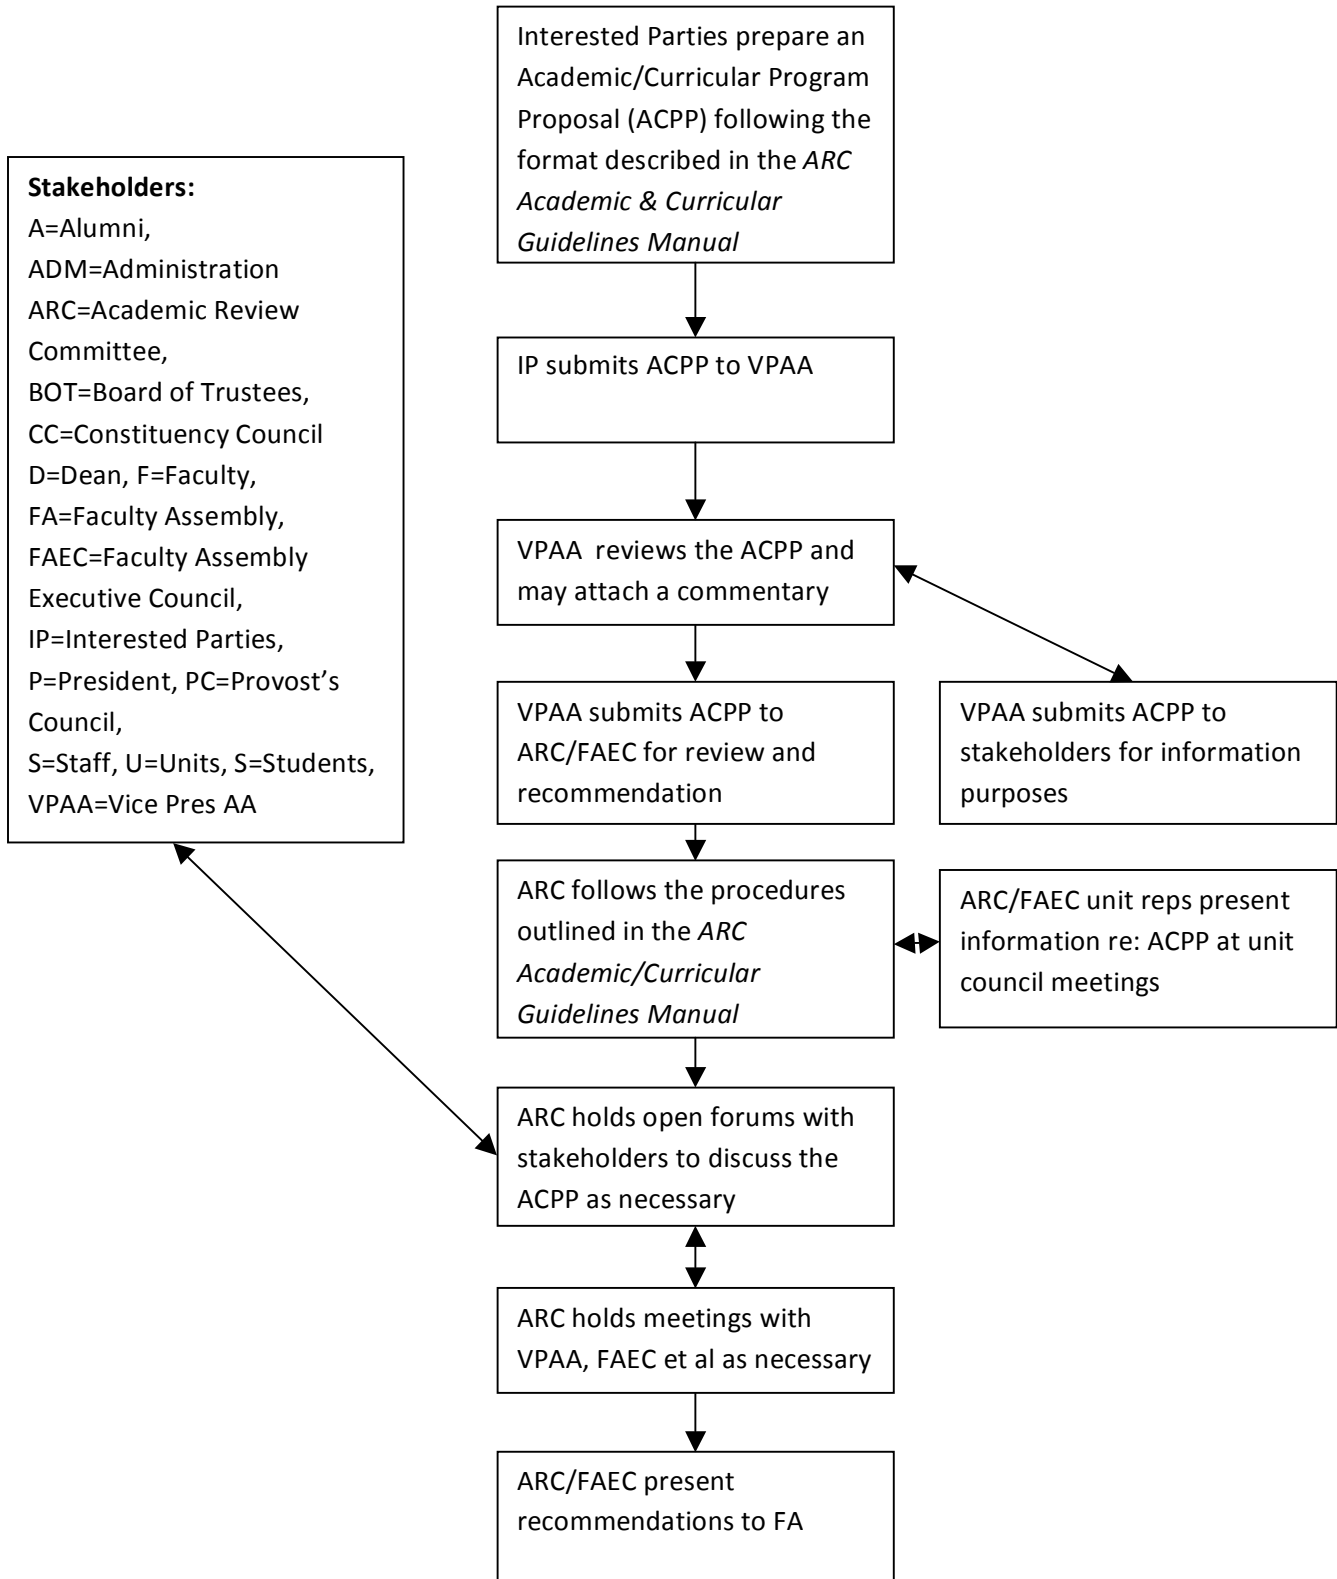 Interested Parties prepare an
Academic/Curricular Program
Proposal (ACPP) following the
format described in the ARC
Academic & Curricular
Guidelines Manual
Stakeholders:
A=Alumni,
ADM=Administration
ARC=Academic Review
Committee,
BOT=Board of Trustees,
CC=Constituency Council
D=Dean, F=Faculty,
FA=Faculty Assembly,
FAEC=Faculty Assembly
Executive Council,
IP=Interested Parties,
P=President, PC=Provost’s
Council,
S=Staff, U=Units, S=Students,
VPAA=Vice Pres AA
IP submits ACPP to VPAA
VPAA reviews the ACPP and
may attach a commentary
VPAA submits ACPP to
ARC/FAEC for review and
recommendation
VPAA submits ACPP to
stakeholders for information
purposes
ARC follows the procedures
outlined in the ARC
Academic/Curricular
Guidelines Manual
ARC/FAEC unit reps present
information re: ACPP at unit
council meetings
ARC holds open forums with
stakeholders to discuss the
ACPP as necessary
ARC holds meetings with
VPAA, FAEC et al as necessary
ARC/FAEC present
recommendations to FA